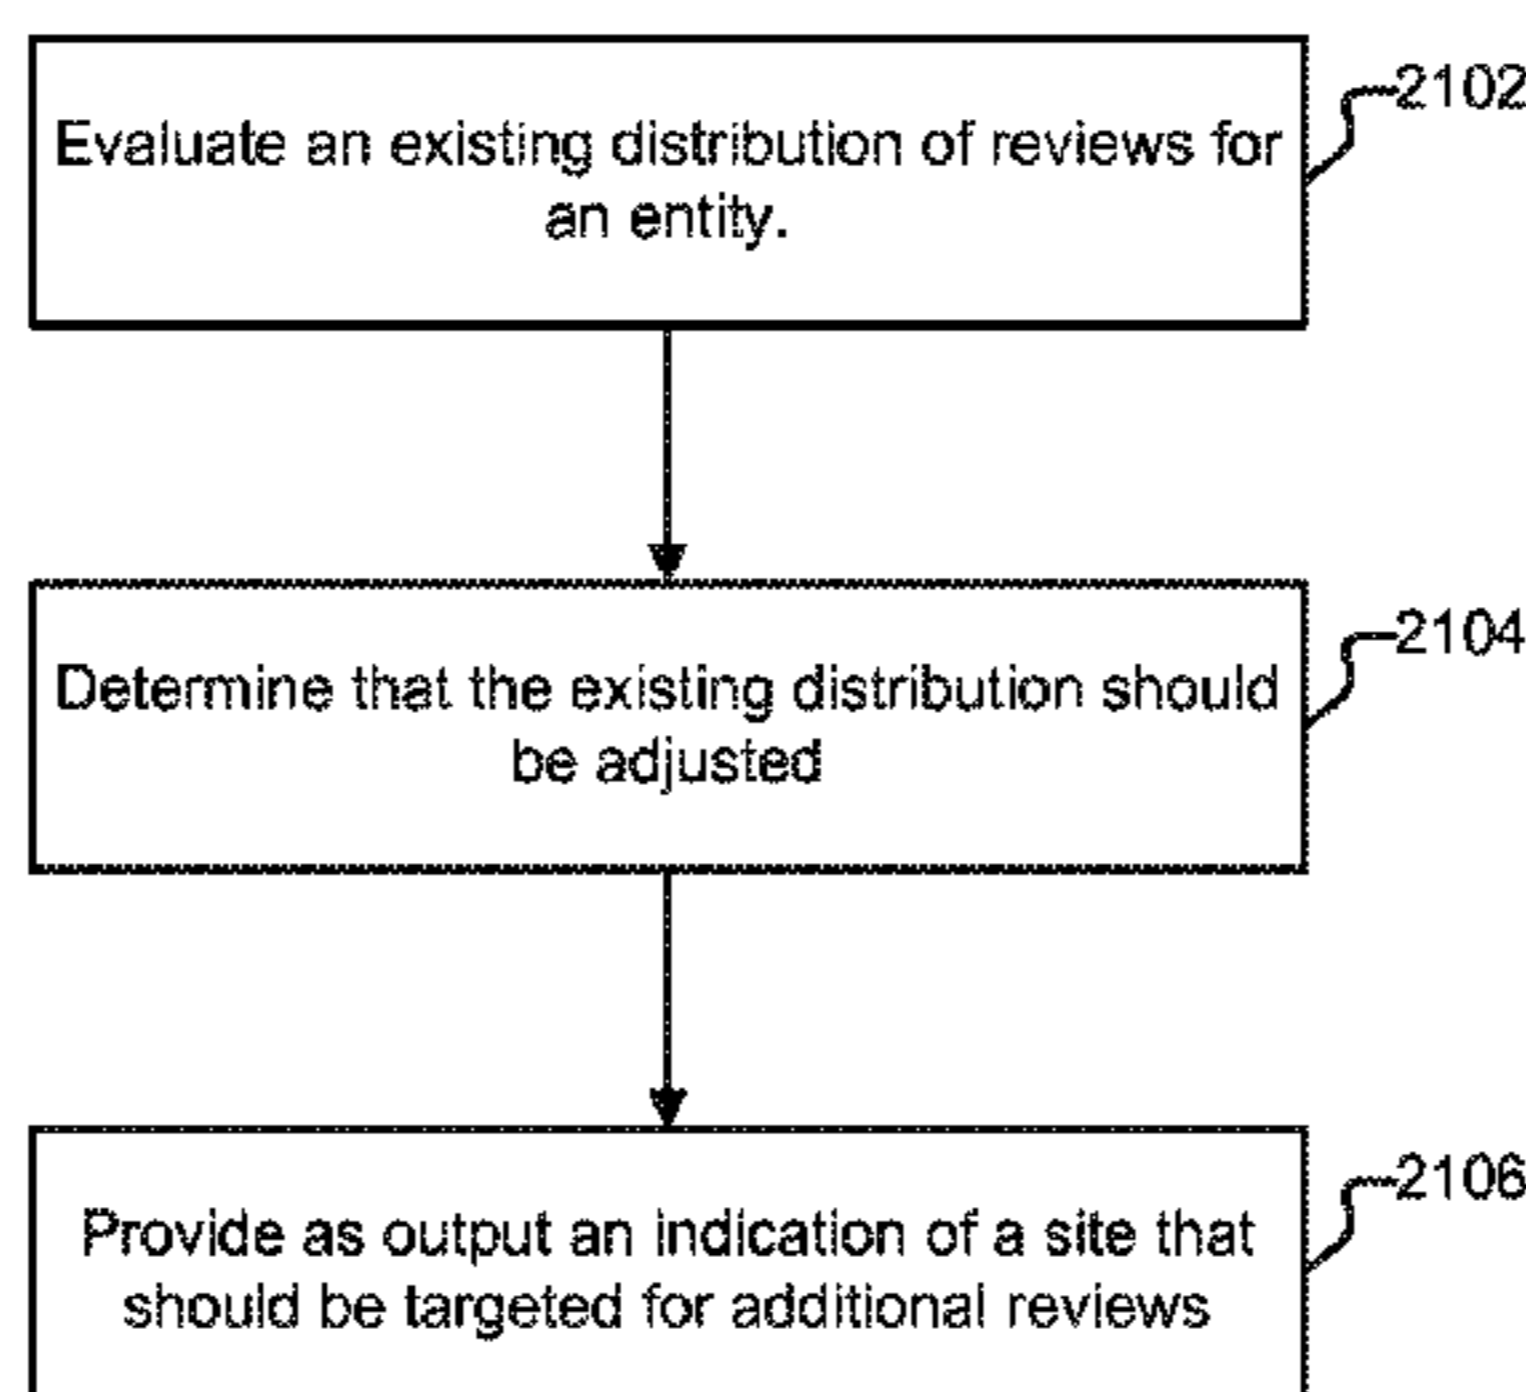 2102
Evaluate an existing distribution of reviews for
an entity.
2104
Determine that the existing distribution should
be adjusted
2106
Provide as output an indication of a site that
should be targeted for additional reviews